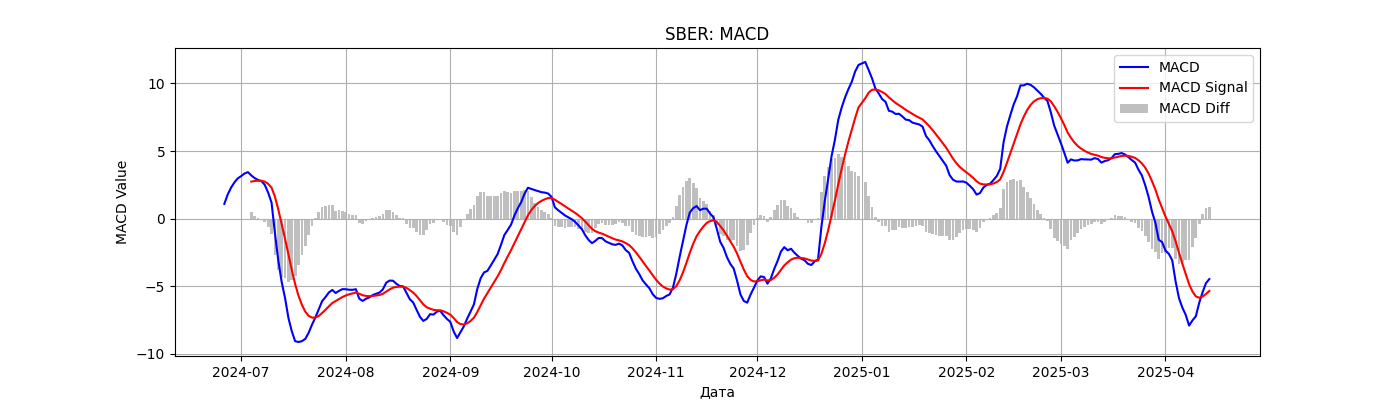 SBER: MACD
MACD
MACD Signal
MACD Diff
MACD Value
10
5
0
−5
−10
2024-07 2024-08 2024-09 2024-10 2024-11 2024-12 2025-01 2025-02 2025-03 2025-04
Дата